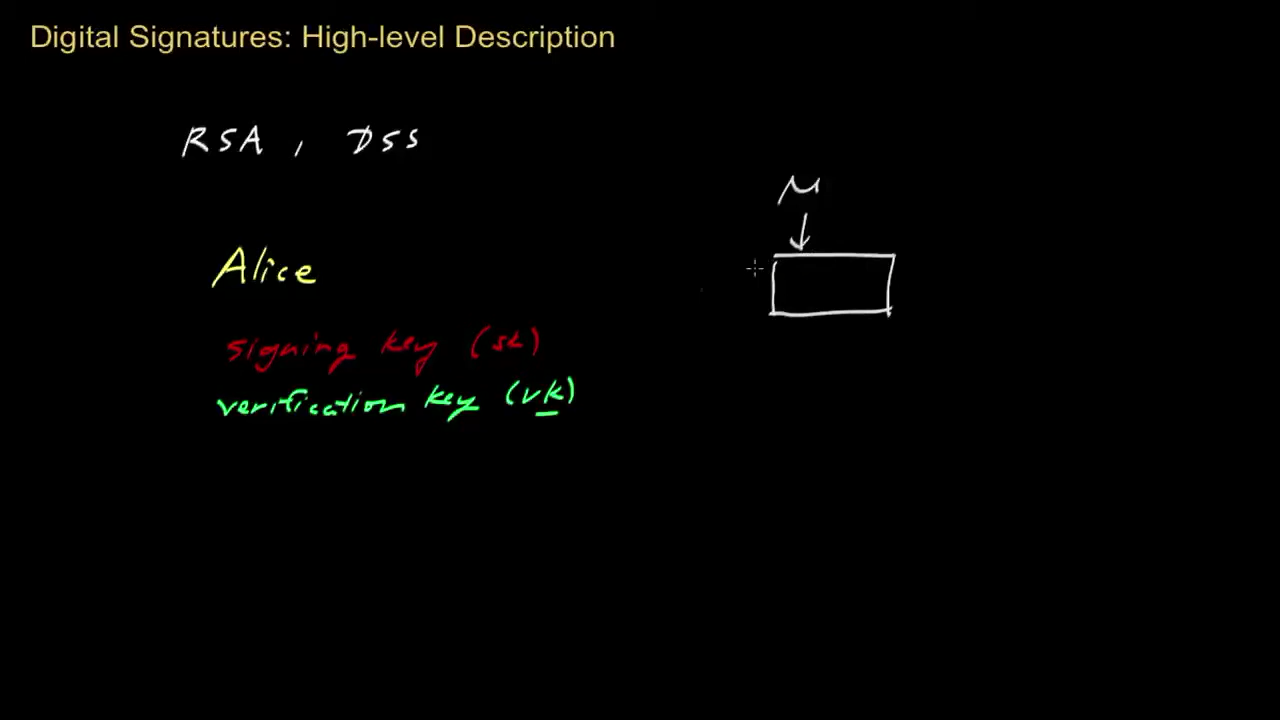 Digital Signatures: High-level Description
RSA, DSS
M
Alice
signing key (sk)
verification key (vk)